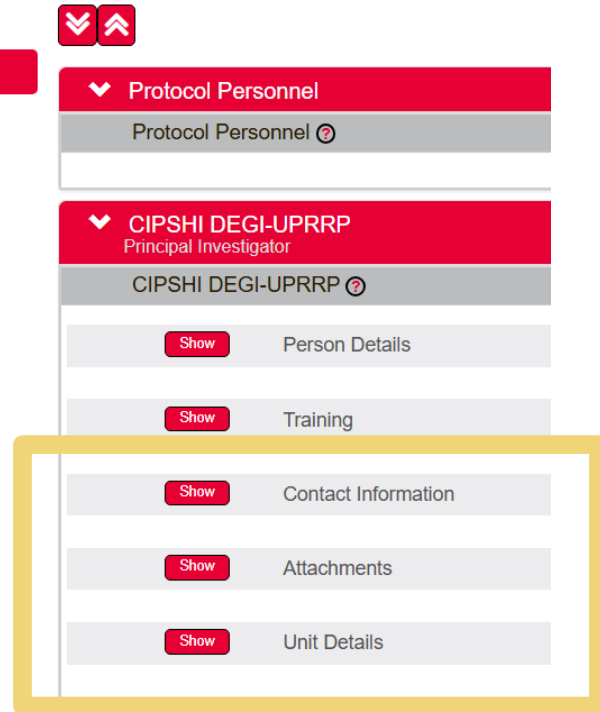 Protocol Personnel
Protocol Personnel ?
CIPSHI DEGI-UPRRP
Principal Investigator
CIPSHI DEGI-UPRRP ?
Show Person Details
Show Training
Show Contact Information
Show Attachments
Show Unit Details